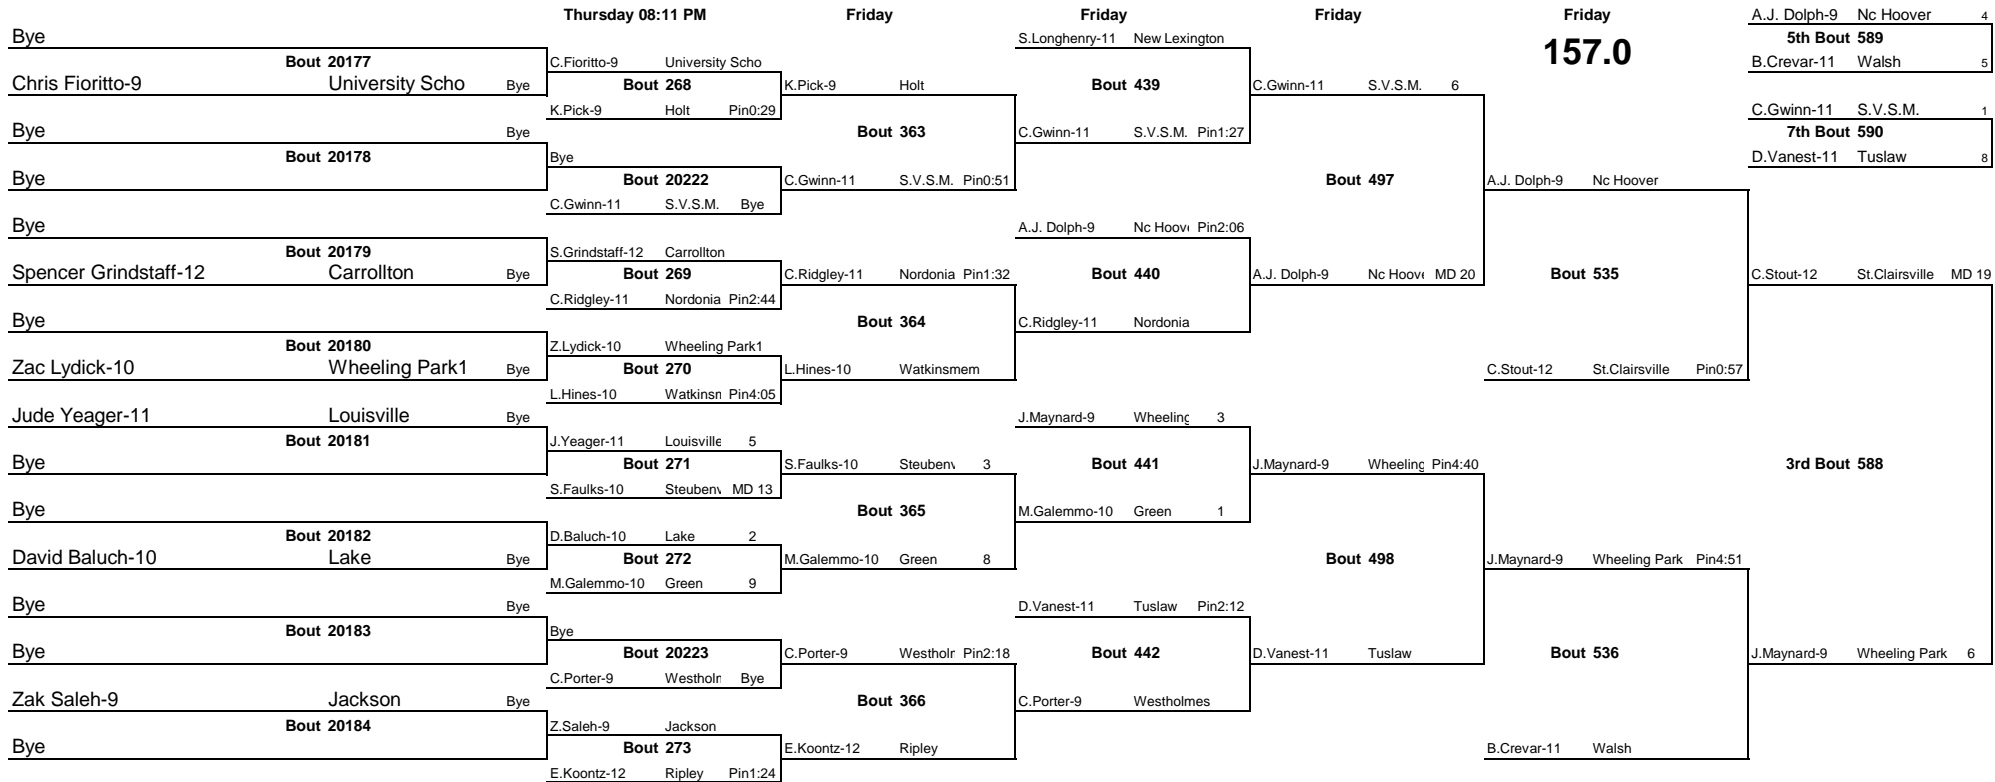 Thursday 08:11 PM Friday Friday Friday Friday A.J. Dolph-9 Nc Hoover 4
Bye S.Longhenry-11 New Lexington 157.0 5th Bout 589
Bout 20177 C.Fioritto-9 University Scho B.Crevar-11 Walsh 5
Chris Fioritto-9 University Scho Bye Bout 268 K.Pick-9 Holt Bout 439 C.Gwinn-11 S.V.S.M. 6
K.Pick-9 Holt Pin0:29 C.Gwinn-11 S.V.S.M. 1
Bye Bye Bout 363 C.Gwinn-11 S.V.S.M. Pin1:27 7th Bout 590
Bout 20178 Bye D.Vanest-11 Tuslaw 8
Bye Bout 20222 C.Gwinn-11 S.V.S.M. Pin0:51 Bout 497 A.J. Dolph-9 Nc Hoover
C.Gwinn-11 S.V.S.M. Bye
Bye A.J. Dolph-9 Nc Hoov Pin2:06
Bout 20179 S.Grindstaff-12 Carrollton
Spencer Grindstaff-12 Carrollton Bye Bout 269 C.Ridgley-11 Nordonia Pin1:32 Bout 440 A.J. Dolph-9 Nc Hoove MD 20 Bout 535 C.Stout-12 St.Clairsville MD 19
C.Ridgley-11 Nordonia Pin2:44
Bye Bout 364 C.Ridgley-11 Nordonia
Bout 20180 Z.Lydick-10 Wheeling Park1
Zac Lydick-10 Wheeling Park1 Bye Bout 270 L.Hines-10 Watkinsmem C.Stout-12 St.Clairsville Pin0:57
L.Hines-10 Watkinsm Pin4:05
Jude Yeager-11 Louisville Bye J.Maynard-9 Wheeling 3
Bout 20181 J.Yeager-11 Louisville 5
Bye Bout 271 S.Faulks-10 Steubenv 3 Bout 441 J.Maynard-9 Wheeling Pin4:40 3rd Bout 588
S.Faulks-10 Steubenv MD 13
Bye Bout 365 M.Galemmo-10 Green 1
Bout 20182 D.Baluch-10 Lake 2
David Baluch-10 Lake Bye Bout 272 M.Galemmo-10 Green 8 Bout 498 J.Maynard-9 Wheeling Park Pin4:51
M.Galemmo-10 Green 9
Bye Bye D.Vanest-11 Tuslaw Pin2:12
Bout 20183 Bye
Bye Bout 20223 C.Porter-9 Westholm Pin2:18 Bout 442 D.Vanest-11 Tuslaw Bout 536 J.Maynard-9 Wheeling Park 6
C.Porter-9 Westholm Bye
Zak Saleh-9 Jackson Bye Bout 366 C.Porter-9 Westholmes
Bout 20184 Z.Saleh-9 Jackson
Bye Bout 273 E.Koontz-12 Ripley B.Crevar-11 Walsh
E.Koontz-12 Ripley Pin1:24